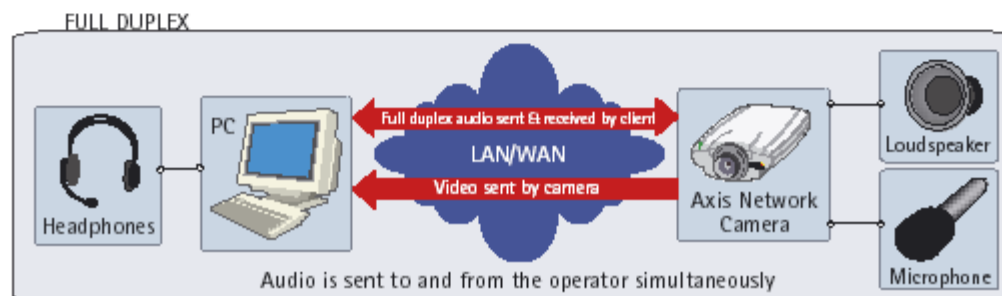 FULL DUPLEX
Headphones
PC
Full duplex audio sent & received by client
LAN/WAN
Video sent by camera
Axis Network
Camera
Loudspeaker
Microphone
Audio is sent to and from the operator simultaneously